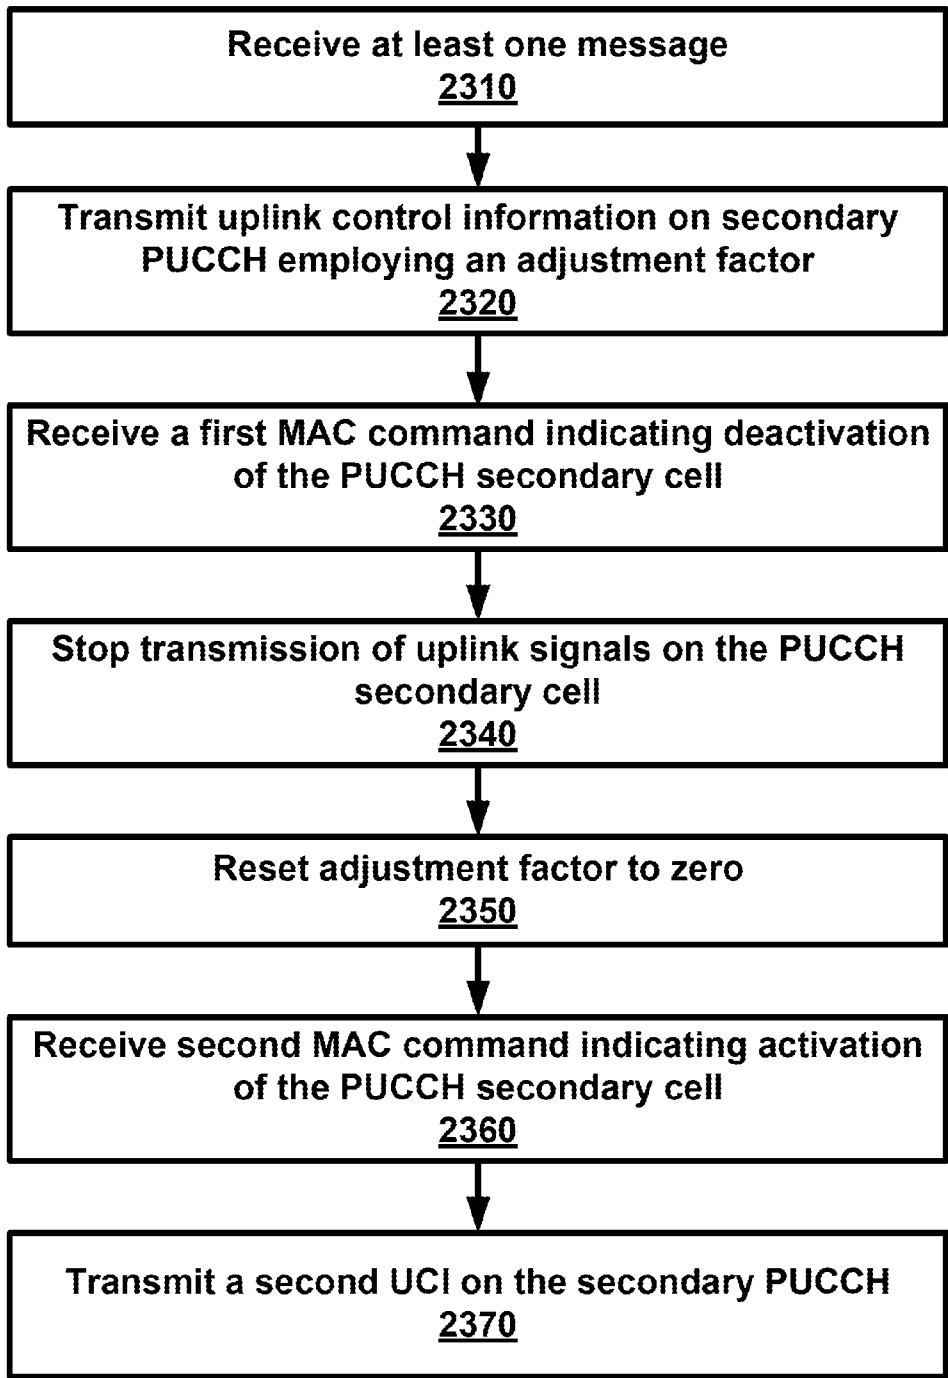 Receive at least one message
2310
Transmit uplink control information on secondary
PUCCH employing an adjustment factor
2320
Receive a first MAC command indicating deactivation
of the PUCCH secondary cell
2330
Stop transmission of uplink signals on the PUCCH
secondary cell
2340
Reset adjustment factor to zero
2350
Receive second MAC command indicating activation
of the PUCCH secondary cell
2360
Transmit a second UCI on the secondary PUCCH
2370